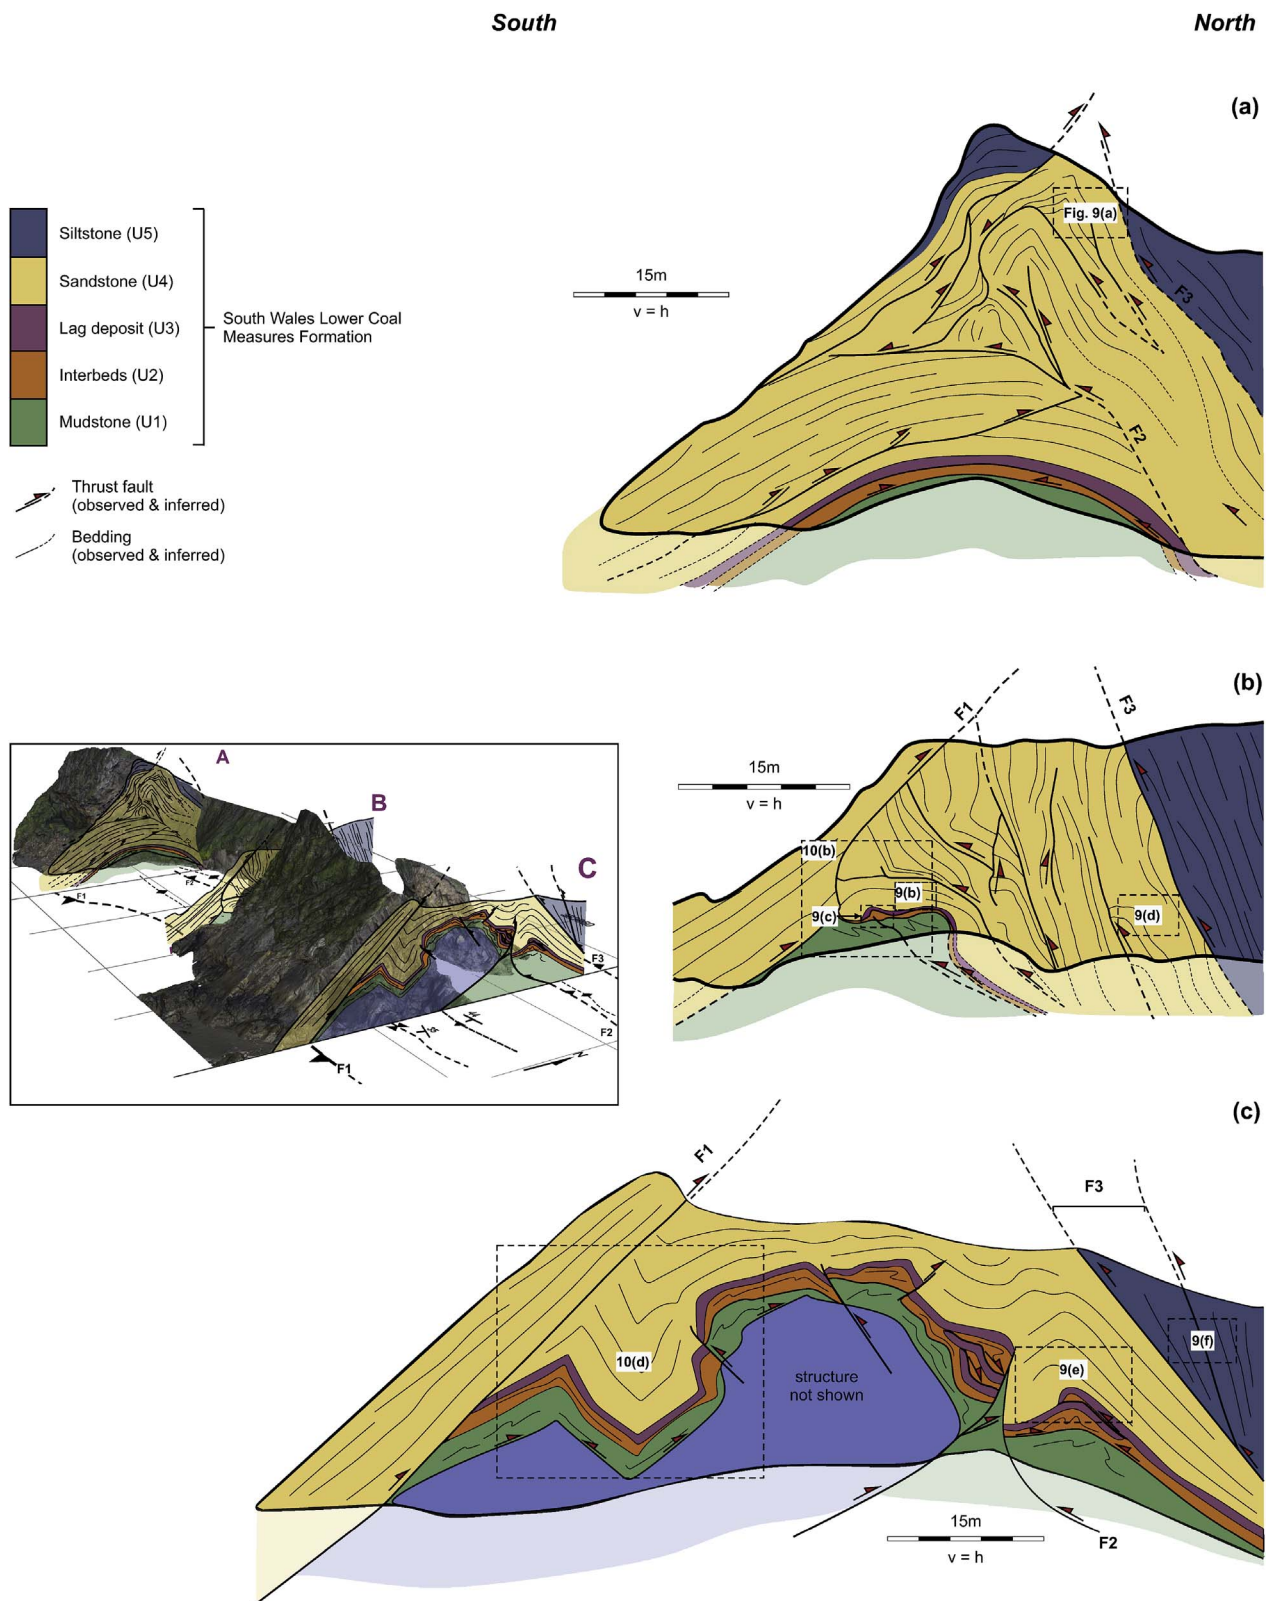 South
North
(a)
Fig. 9(a)
F3
F2
15m
v = h
Siltstone (U5)
Sandstone (U4)
Lag deposit (U3)
Interbeds (U2)
Mudstone (U1)
South Wales Lower Coal
Measures Formation
Thrust fault
(observed & inferred)
Bedding
(observed & inferred)
(b)
F1
F3
15m
v = h
10(b)
9(b)
9(c)
9(d)
A
B
C
F1
F2
F3
F2
F1
N
(c)
F1
F3
10(d)
structure
not shown
9(e)
9(f)
15m
v = h
F2